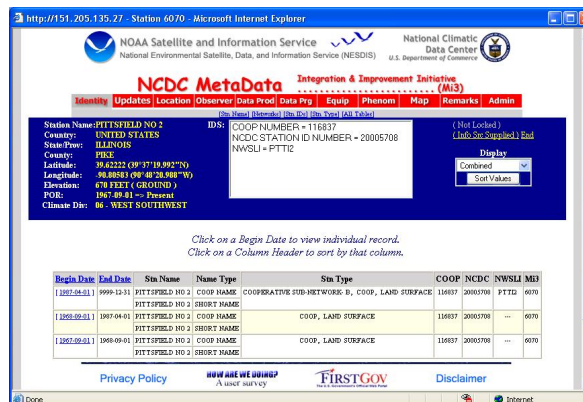 http://151.205.135.27 - Station 6070 - Microsoft Internet Explorer
NOAA Satellite and Information Service
National Environmental Satellite, Data, and Information Service (NESDIS)
National Climatic
Data Center
U.S. Department of Commerce
NCDC MetaData
Integration & Improvement Initiative
(Mi3)
Identity Updates Location Observer Data Prod Data Prg Equip Phenom Map Remarks Admin
[Stn Name] [Networks] [Stn IDs] [Stn Type] [All Tables]
Station Name: PITTSFIELD NO 2
Country: UNITED STATES
State/Prov: ILLINOIS
County: PIKE
Latitude: 39.62222 (39°37'19.992"N)
Longitude: -90.80583 (90°48'20.988"W)
Elevation: 670 FEET ( GROUND )
POR: 1967-09-01 => Present
Climate Div: 06 - WEST SOUTHWEST
IDS:
COOP NUMBER = 116837
NCDC STATION ID NUMBER = 20005708
NWSLI = PTTI2
(Not Locked )
( Info Src Supplied ) End
Display
Combined
Sort Values
Click on a Begin Date to view individual record.
Click on a Column Header to sort by that column.
Begin Date End Date Stn Name Name Type Stn Type COOP NCDC NWSLI Mi3
[ 1987-04-01 ] 9999-12-31 PITTSFIELD NO 2 COOP NAME COOPERATIVE SUB-NETWORK- B, COOP, LAND SURFACE 116837 20005708 PTTI2 6070
PITTSFIELD NO 2 SHORT NAME
[ 1968-09-01 ] 1987-04-01 PITTSFIELD NO 2 COOP NAME COOP, LAND SURFACE 116837 20005708 --- 6070
PITTSFIELD NO 2 SHORT NAME
[ 1967-09-01 ] 1968-09-01 PITTSFIELD NO 2 COOP NAME COOP, LAND SURFACE 116837 20005708 --- 6070
PITTSFIELD NO 2 SHORT NAME
Privacy Policy
HOW ARE WE DOING?
A user survey
FIRSTGOV
Disclaimer
Done
Internet